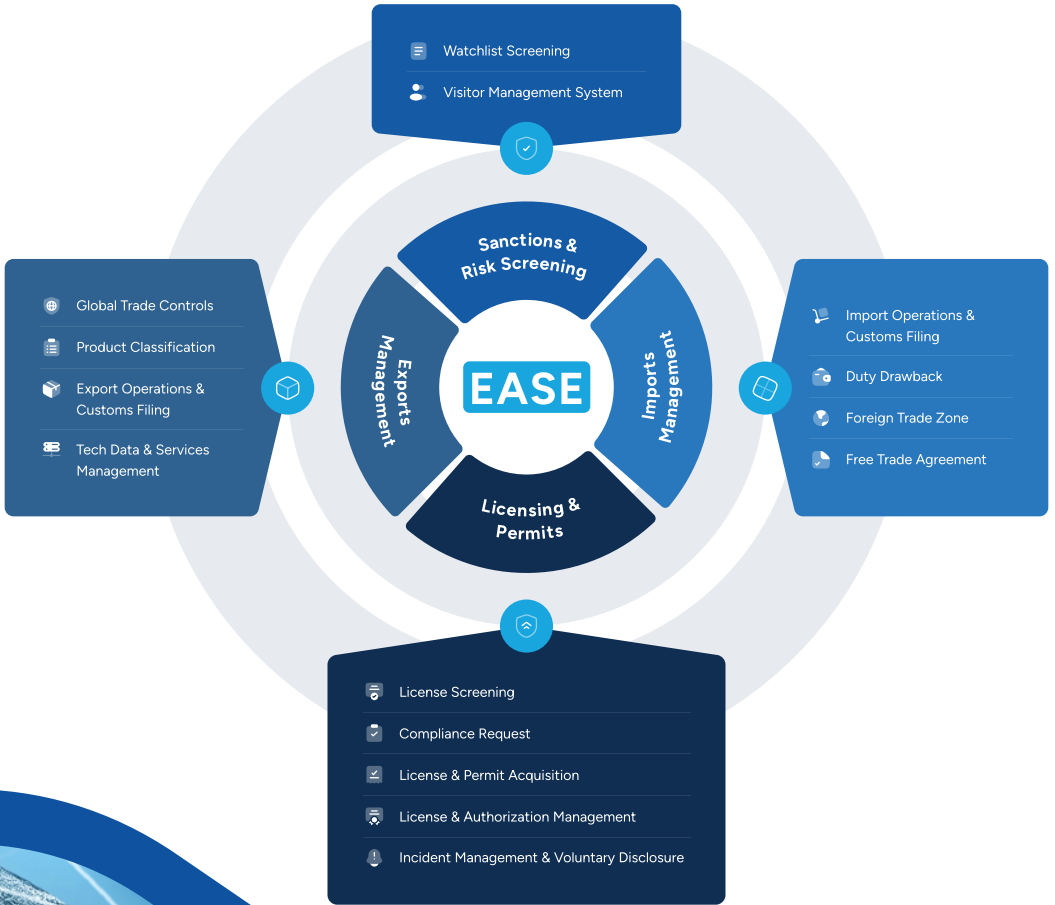 Watchlist Screening
Visitor Management System
Sanctions &
Risk Screening
Global Trade Controls
Product Classification
Export Operations &
Customs Filing
Tech Data & Services
Management
Exports
Management
EASE
Imports
Management
Import Operations &
Customs Filing
Duty Drawback
Foreign Trade Zone
Free Trade Agreement
Licensing &
Permits
License Screening
Compliance Request
License & Permit Acquisition
License & Authorization Management
Incident Management & Voluntary Disclosure